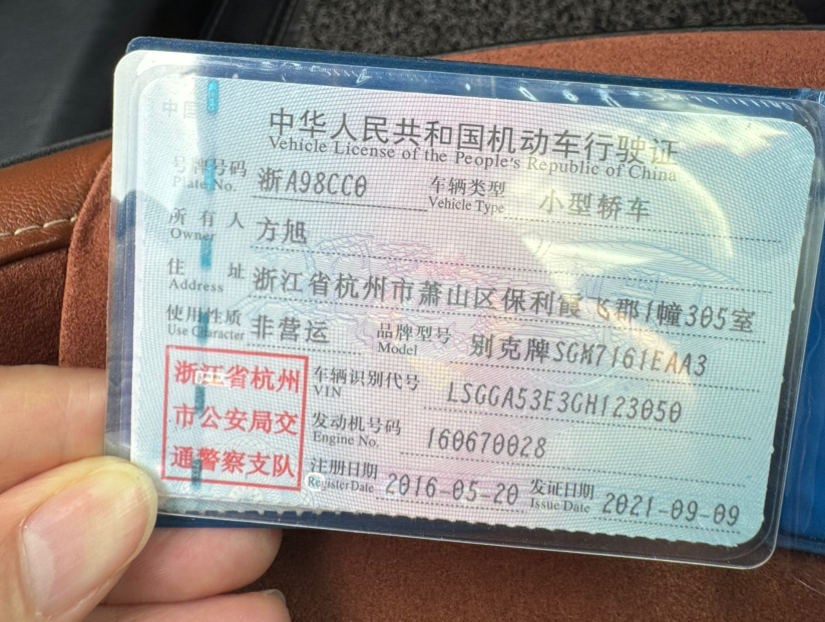 中国
中华人民共和国机动车行驶证
Vehicle License of the People's Republic of China
号牌号码 浙A98CC0 车辆类型 小型轿车
Plate No. Vehicle Type
所有人 方旭
Owner
住址 浙江省杭州市萧山区保利霞飞郡1幢305室
Address
使用性质 非营运 品牌型号 别克牌SGM7161EAA3
Use Character Model
浙江省杭州
市公安局交
通警察支队
车辆识别代号 LSGGA53E3GH123050
VIN
发动机号码 160670028
Engine No.
注册日期 2016-05-20 发证日期 2021-09-09
Register Date Issue Date